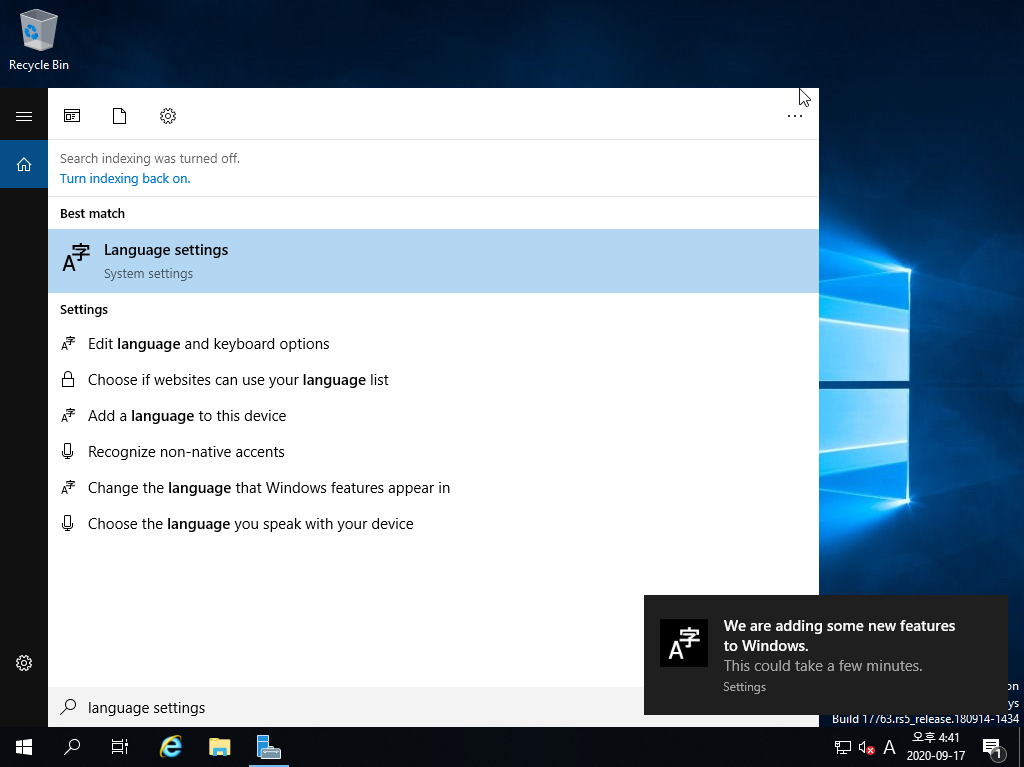 Recycle Bin
Search indexing was turned off.
Turn indexing back on.
Best match
Language settings
System settings
Settings
Edit language and keyboard options
Choose if websites can use your language list
Add a language to this device
Recognize non-native accents
Change the language that Windows features appear in
Choose the language you speak with your device
We are adding some new features
to Windows.
This could take a few minutes.
Settings
on
ys
Build 17763.rs5_release.180914-1434
language settings
A
오후 4:41
2020-09-17
1